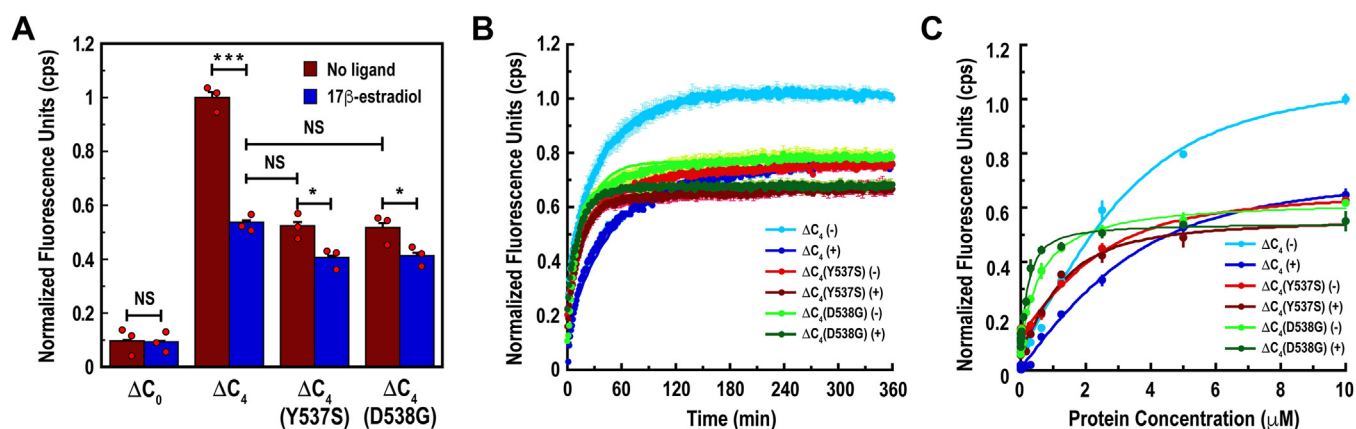 A
Normalized Fluorescence Units (cps)
1.2
1.0
0.8
0.6
0.4
0.2
0
***
No ligand
17β-estradiol
NS
NS
*
*
NS
ΔC₀
ΔC₄
ΔC₄
(Y537S)
ΔC₄
(D538G)
B
Normalized Fluorescence Units (cps)
1.2
1.0
0.8
0.6
0.4
0.2
0
ΔC₄ (-)
ΔC₄ (+)
ΔC₄(Y537S) (-)
ΔC₄(Y537S) (+)
ΔC₄(D538G) (-)
ΔC₄(D538G) (+)
0 60 120 180 240 300 360
Time (min)
C
Normalized Fluorescence Units (cps)
1.2
1.0
0.8
0.6
0.4
0.2
0
ΔC₄ (-)
ΔC₄ (+)
ΔC₄(Y537S) (-)
ΔC₄(Y537S) (+)
ΔC₄(D538G) (-)
ΔC₄(D538G) (+)
0 2 4 6 8 10
Protein Concentration (μM)